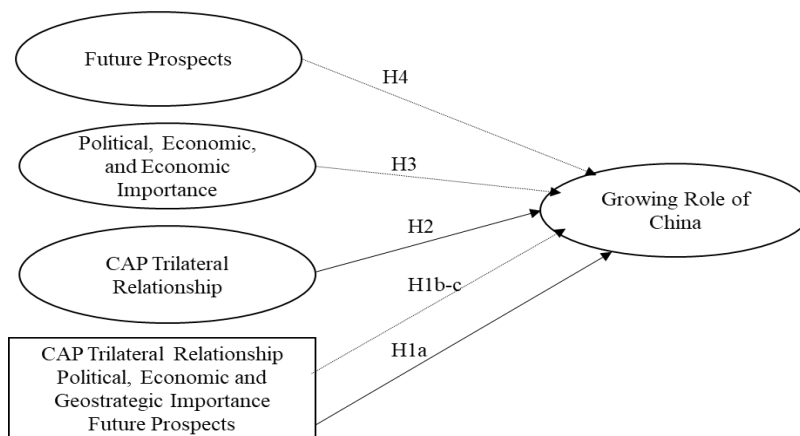 Future Prospects
H4
Political, Economic,
and Economic
Importance
H3
Growing Role of
China
H2
CAP Trilateral
Relationship
H1b-c
H1a
CAP Trilateral Relationship
Political, Economic and
Geostrategic Importance
Future Prospects